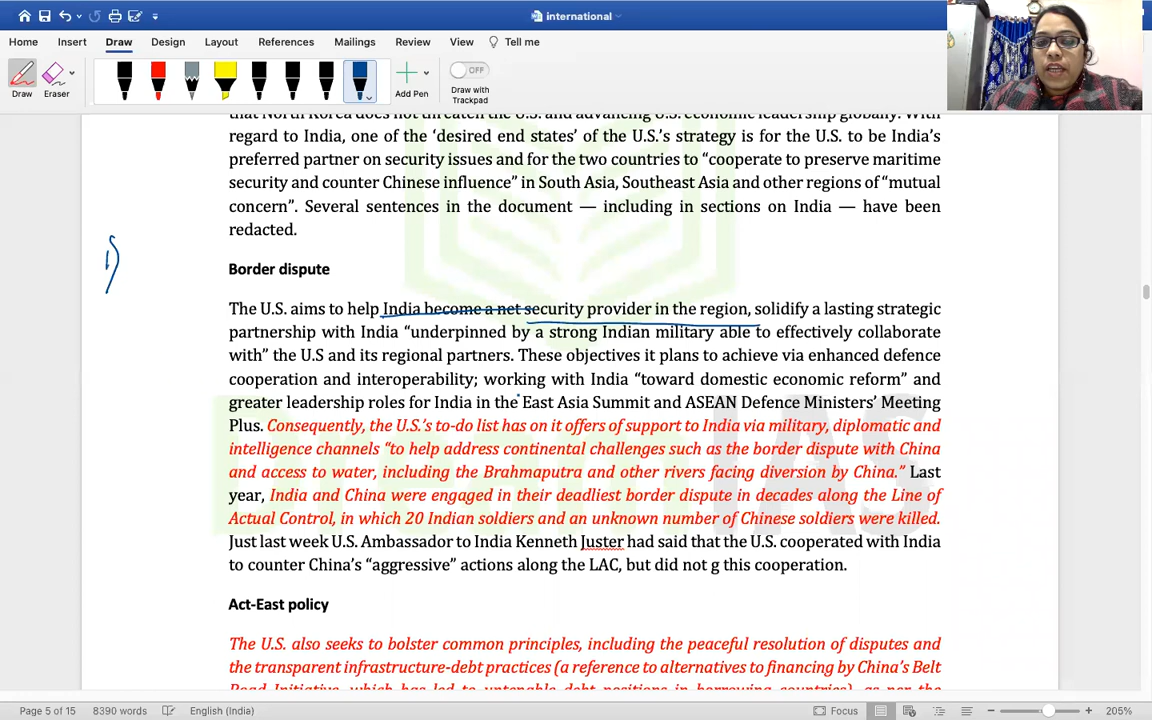 international
Home Insert Draw Design Layout References Mailings Review View Tell me
Draw Eraser Add Pen OFF Draw with Trackpad
that North Korea does not threaten the U.S. and advancing U.S. economic leadership globally. With
regard to India, one of the ‘desired end states’ of the U.S.’s strategy is for the U.S. to be India’s
preferred partner on security issues and for the two countries to “cooperate to preserve maritime
security and counter Chinese influence” in South Asia, Southeast Asia and other regions of “mutual
concern”. Several sentences in the document — including in sections on India — have been
redacted.
Border dispute
The U.S. aims to help India become a net security provider in the region, solidify a lasting strategic
partnership with India “underpinned by a strong Indian military able to effectively collaborate
with” the U.S and its regional partners. These objectives it plans to achieve via enhanced defence
cooperation and interoperability; working with India “toward domestic economic reform” and
greater leadership roles for India in the East Asia Summit and ASEAN Defence Ministers’ Meeting
Plus. Consequently, the U.S.’s to-do list has on it offers of support to India via military, diplomatic and
intelligence channels “to help address continental challenges such as the border dispute with China
and access to water, including the Brahmaputra and other rivers facing diversion by China.” Last
year, India and China were engaged in their deadliest border dispute in decades along the Line of
Actual Control, in which 20 Indian soldiers and an unknown number of Chinese soldiers were killed.
Just last week U.S. Ambassador to India Kenneth Juster had said that the U.S. cooperated with India
to counter China’s “aggressive” actions along the LAC, but did not g this cooperation.
Act-East policy
The U.S. also seeks to bolster common principles, including the peaceful resolution of disputes and
the transparent infrastructure-debt practices (a reference to alternatives to financing by China’s Belt
Road Initiative, which has led to untenable debt positions in borrowing countries), as per the
Page 5 of 15 8390 words English (India) Focus 205%